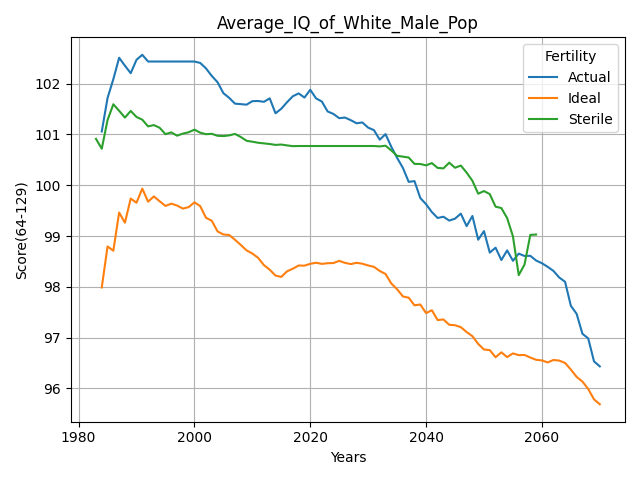 Average_IQ_of_White_Male_Pop
Fertility
Actual
Ideal
Sterile
Score(64-129)
102
101
100
99
98
97
96
1980
2000
2020
2040
2060
Years